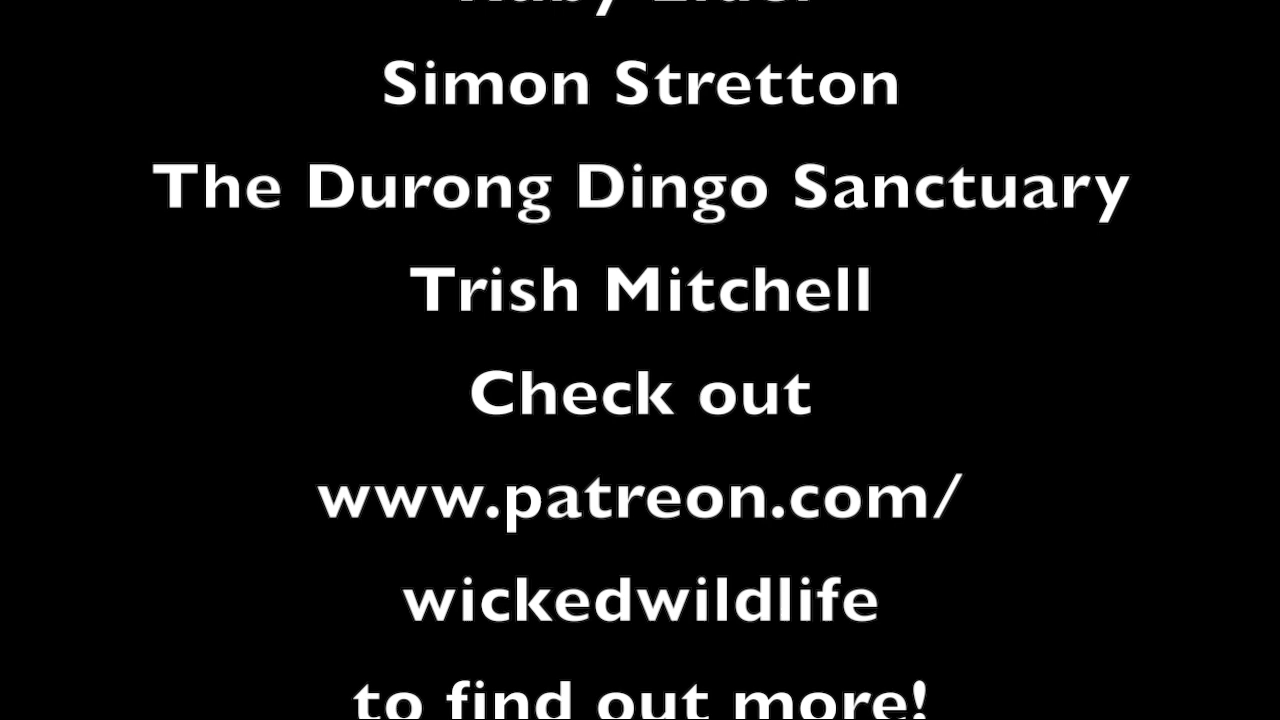 Simon Stretton
The Durong Dingo Sanctuary
Trish Mitchell
Check out
www.patreon.com/
wickedwildlife
to find out more!